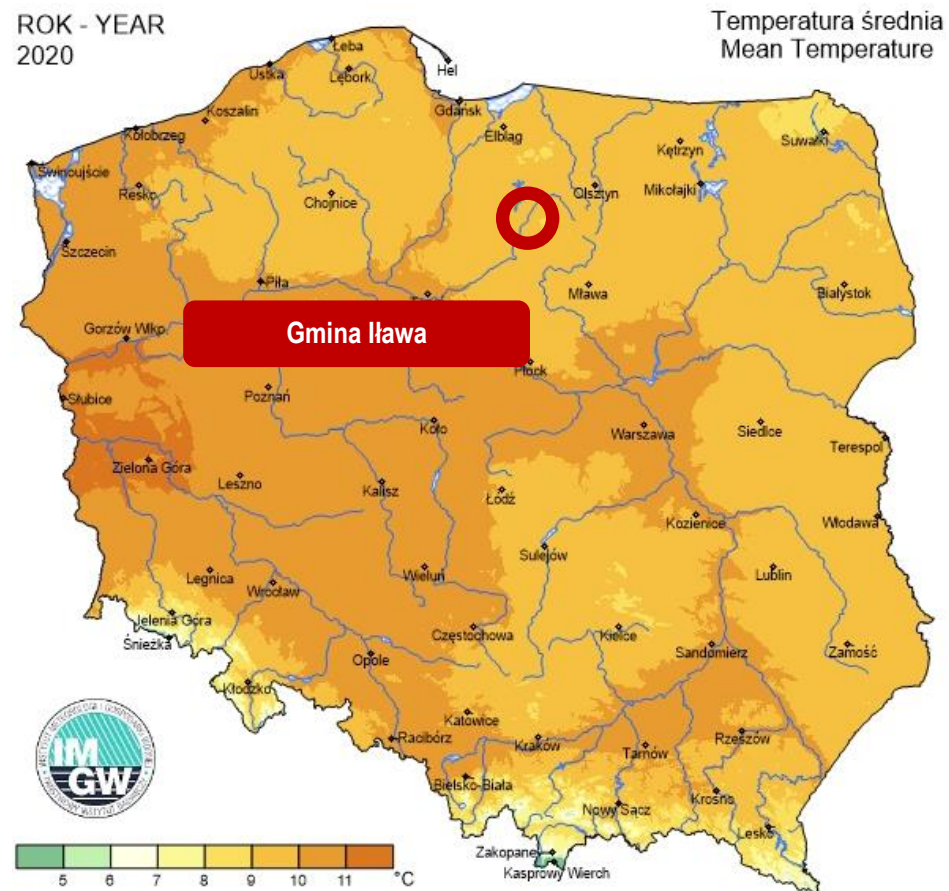 ROK - YEAR
2020
Temperatura średnia
Mean Temperature
Łeba
Hel
Ustka
Lębork
Gdańsk
Koszalin
Elbląg
Kołobrzeg
Suwałki
Kętrzyn
Świnoujście
Resko
Chojnice
Olsztyn
Mikołajki
Szczecin
Piła
Mława
Białystok
Gorzów Wlkp.
Gmina Iława
Płock
Słubice
Poznań
Koło
Warszawa
Siedlce
Terespol
Zielona Góra
Leszno
Kalisz
Łódź
Kozienice
Włodawa
Sulejów
Legnica
Wrocław
Wieluń
Lublin
Jelenia Góra
Śnieżka
Częstochowa
Kielce
Opole
Sandomierz
Zamość
Kłodzko
Katowice
Racibórz
Kraków
Tarnów
Rzeszów
Bielsko-Biała
Nowy Sącz
Krosno
Lesko
Zakopane
Kasprowy Wierch
IMGW
5 6 7 8 9 10 11 °C